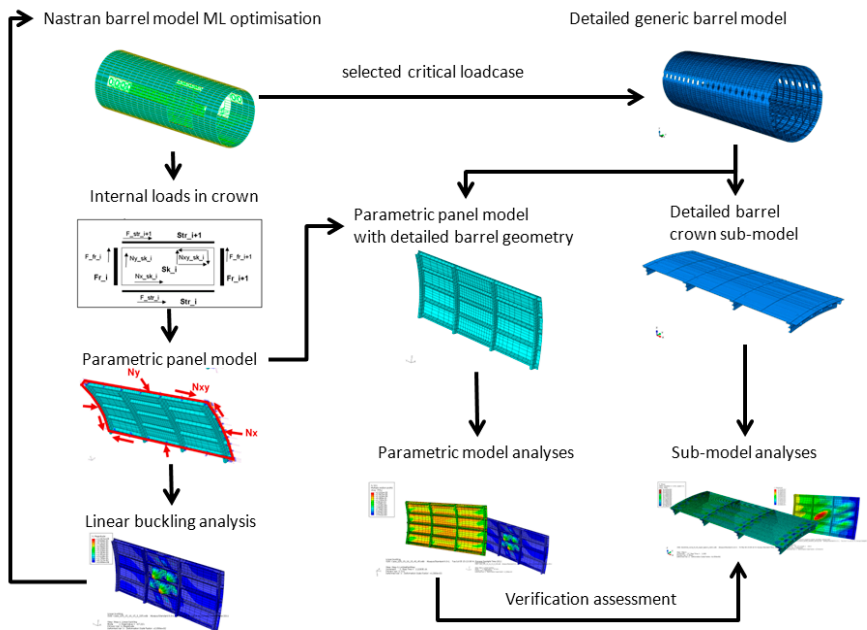 Nastran barrel model ML optimisation
Detailed generic barrel model
selected critical loadcase
Internal loads in crown
F_str_i+1
Str_i+1
F_fr_i
Ny_sk_i
Nxy_sk_i
F_fr_i+1
Sk_i
Fr_i
Nx_sk_i
Fr_i+1
F_str_i
Str_i
Parametric panel model
with detailed barrel geometry
Detailed barrel
crown sub-model
Parametric panel model
Ny
Nxy
Nx
Parametric model analyses
Sub-model analyses
Linear buckling analysis
Verification assessment